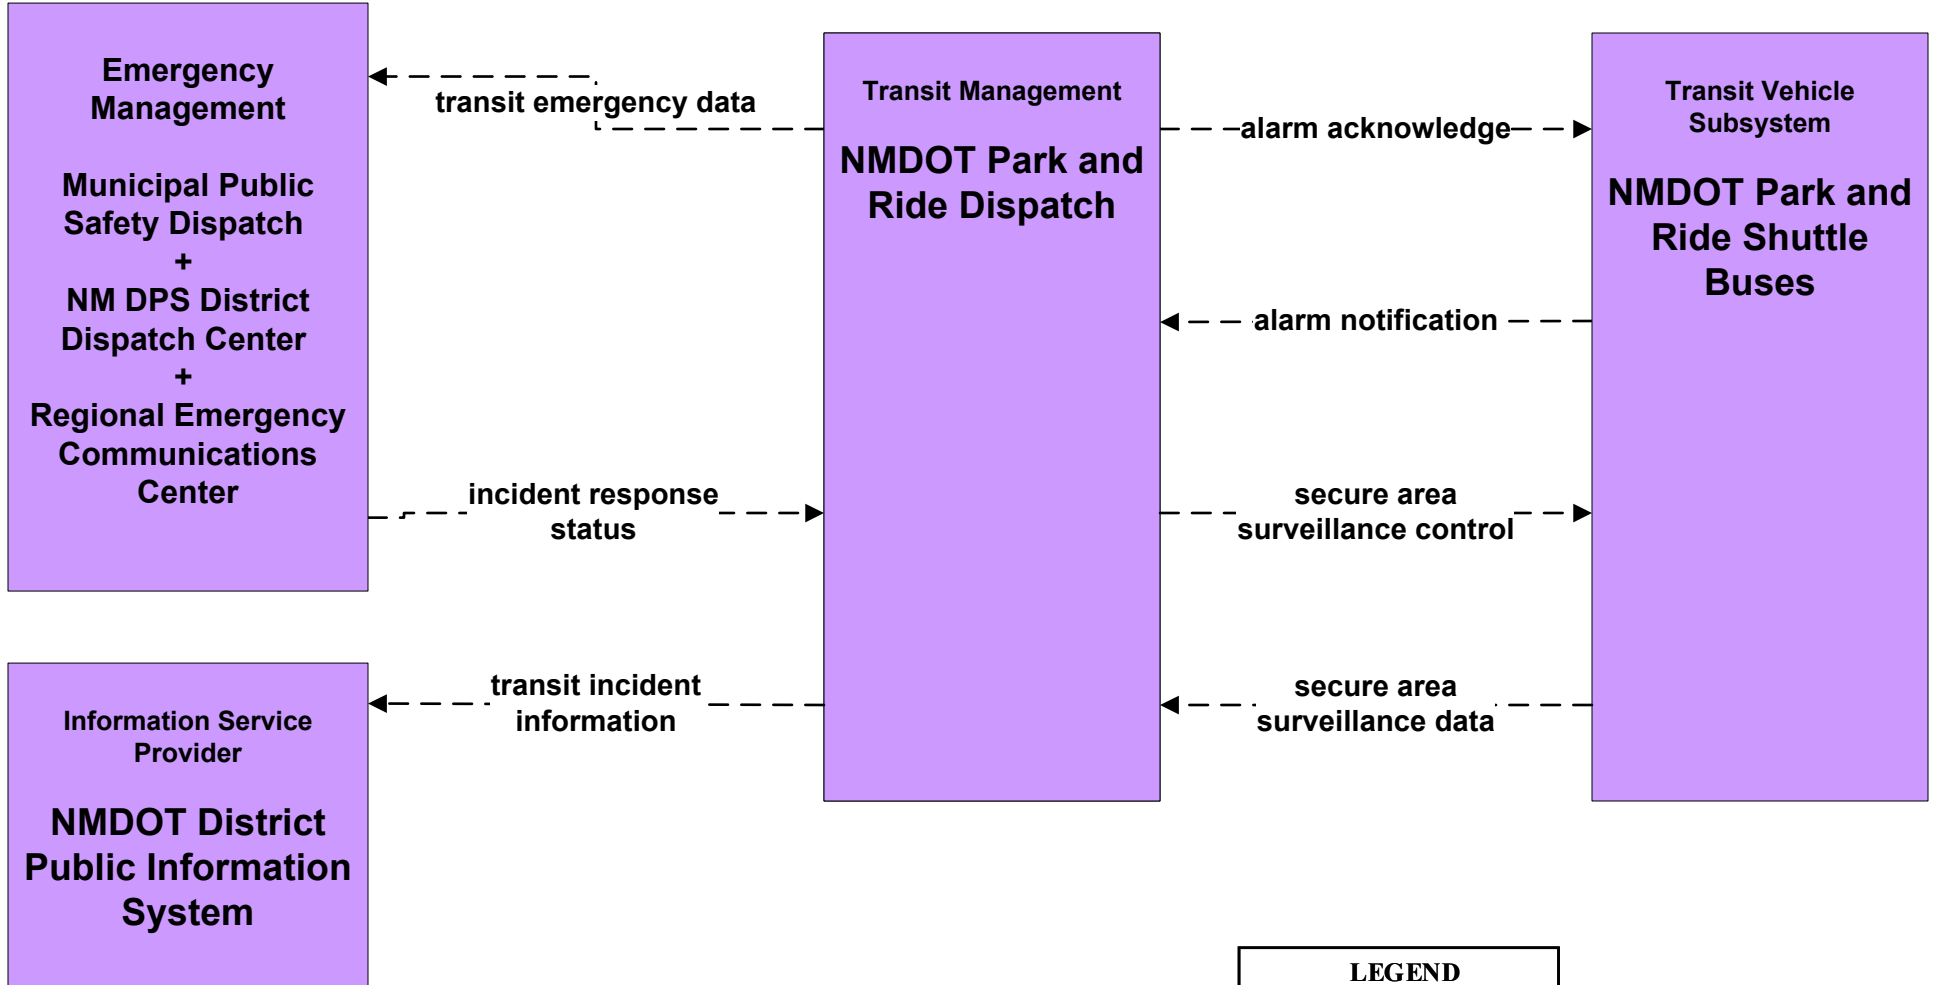 Emergency
Management
Municipal Public
Safety Dispatch
+
NM DPS District
Dispatch Center
+
Regional Emergency
Communications
Center
transit emergency data
incident response
status
Information Service
Provider
NMDOT District
Public Information
System
transit incident
information
Transit Management
NMDOT Park and
Ride Dispatch
alarm acknowledge
alarm notification
secure area
surveillance control
secure area
surveillance data
Transit Vehicle
Subsystem
NMDOT Park and
Ride Shuttle
Buses
LEGEND